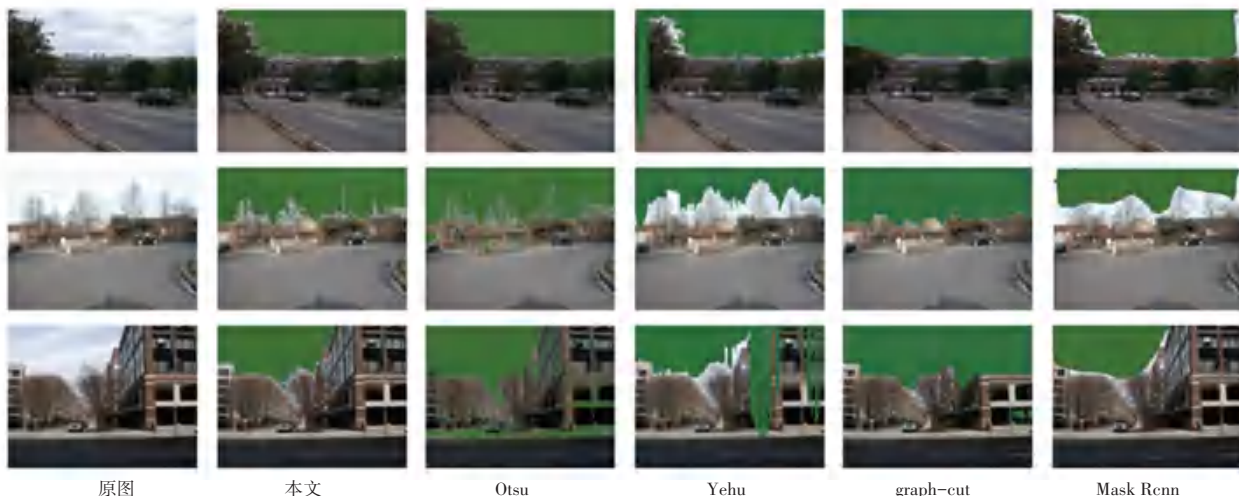 原图 本文 Otsu Yehu graph-cut Mask Rcnn